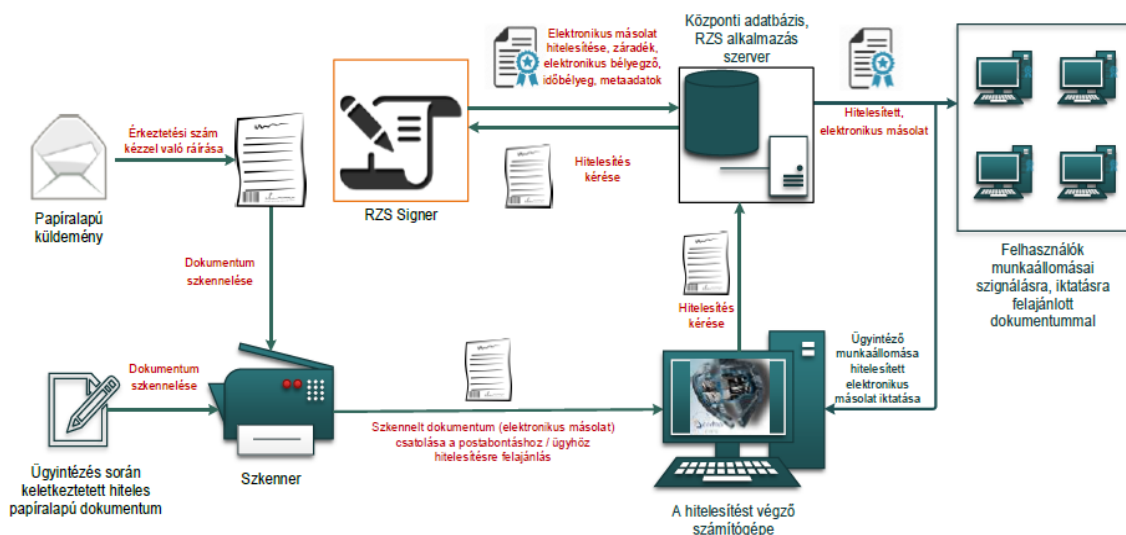 Elektronikus másolat
hitelesítése, záradék,
elektronikus bélyegző,
időbélyeg, metaadatok
Központi adatbázis,
RZS alkalmazás
szerver
Hitelesített,
elektronikus másolat
Érkeztetési szám
kézzel való ráírása
Papíralapú
küldemény
RZS Signer
Hitelesítés
kérése
Felhasználók
munkaállomásai
szignálásra, iktatásra
felajánlott
dokumentummal
Dokumentum
szkennelése
Hitelesítés
kérése
Ügyintéző
munkaállomása
hitelesített
elektronikus
másolat iktatása
Dokumentum
szkennelése
Szkennelt dokumentum (elektronikus másolat)
csatolása a postabontáshoz / ügyhöz
hitelesítésre felajánlás
Ügyintézés során
keletkeztetett hiteles
papíralapú dokumentum
Szkenner
A hitelesítést végző
számítógépe